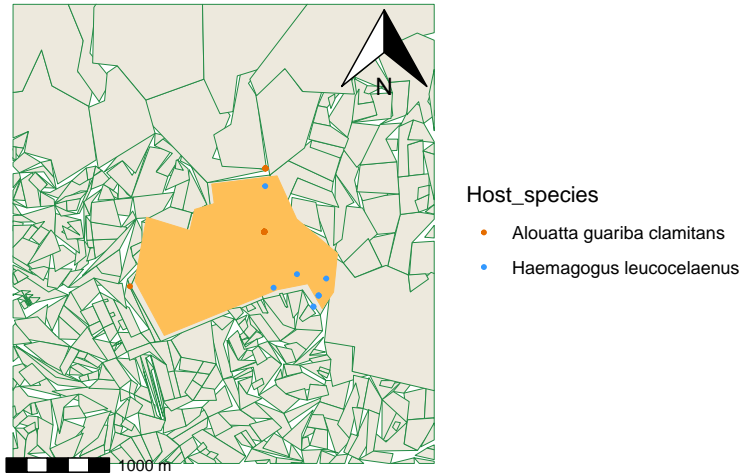 N
Host_species
Alouatta guariba clamitans
Haemagogus leucocelaenus
1000 m